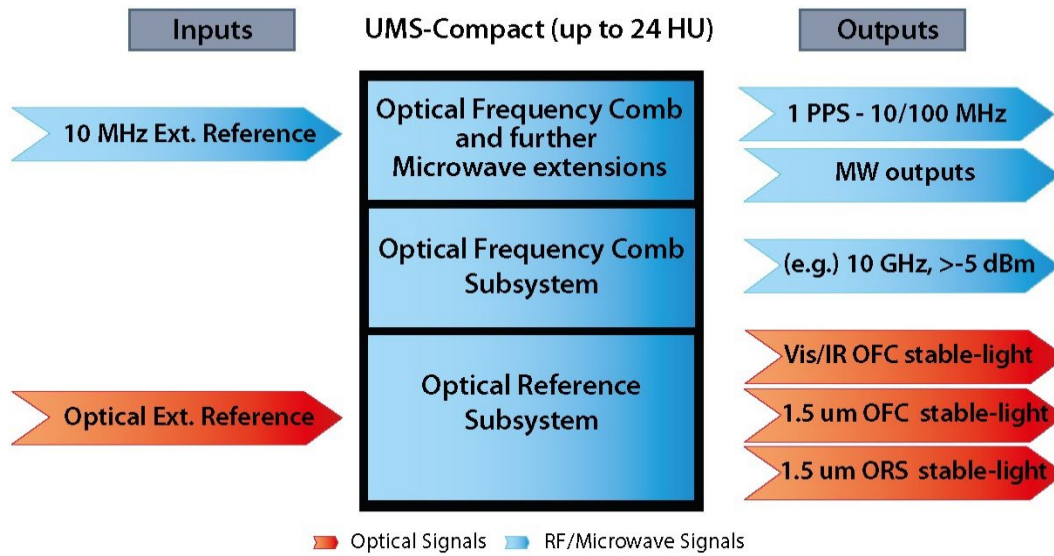 Inputs
UMS-Compact (up to 24 HU)
Outputs
10 MHz Ext. Reference
Optical Frequency Comb
and further
Microwave extensions
1 PPS - 10/100 MHz
MW outputs
Optical Frequency Comb
Subsystem
(e.g.) 10 GHz, >-5 dBm
Optical Ext. Reference
Optical Reference
Subsystem
Vis/IR OFC stable-light
1.5 um OFC stable-light
1.5 um ORS stable-light
Optical Signals
RF/Microwave Signals